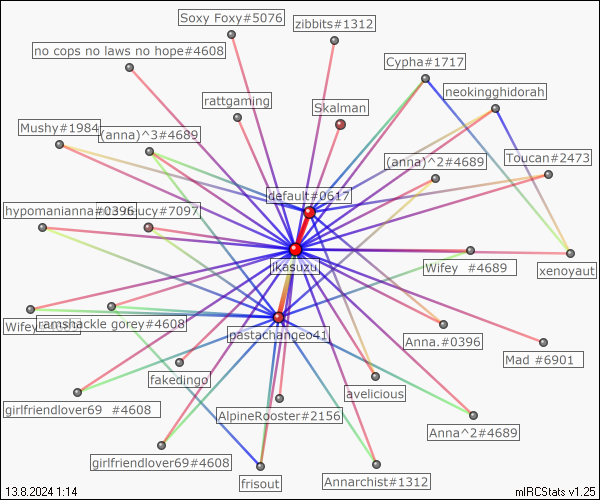 Soxy Foxy#5076
zibbits#1312
no cops no laws no hope#4608
Cypha#1717
neokingghidorah
rattgaming
Skalman
Mushy#1984
(anna)^3#4689
(anna)^2#4689
Toucan#2473
default#0617
hypomanianna#0396
ucy#7097
Ikasuzu
Wifey #4689
xenoyaut
Wifey
ramshackle gorey#4608
pastachangeo41
Anna.#0396
Mad #6901
fakedingo
avelicious
girlfriendlover69 #4608
AlpineRooster#2156
Anna^2#4689
girlfriendlover69#4608
frisout
Annarchist#1312
13.8.2024 1:14
mIRCStats v1.25